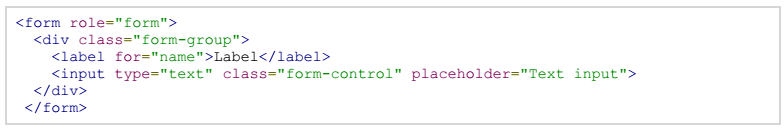 <form role="form">
  <div class="form-group">
    <label for="name">Label</label>
    <input type="text" class="form-control" placeholder="Text input">
  </div>
 </form>